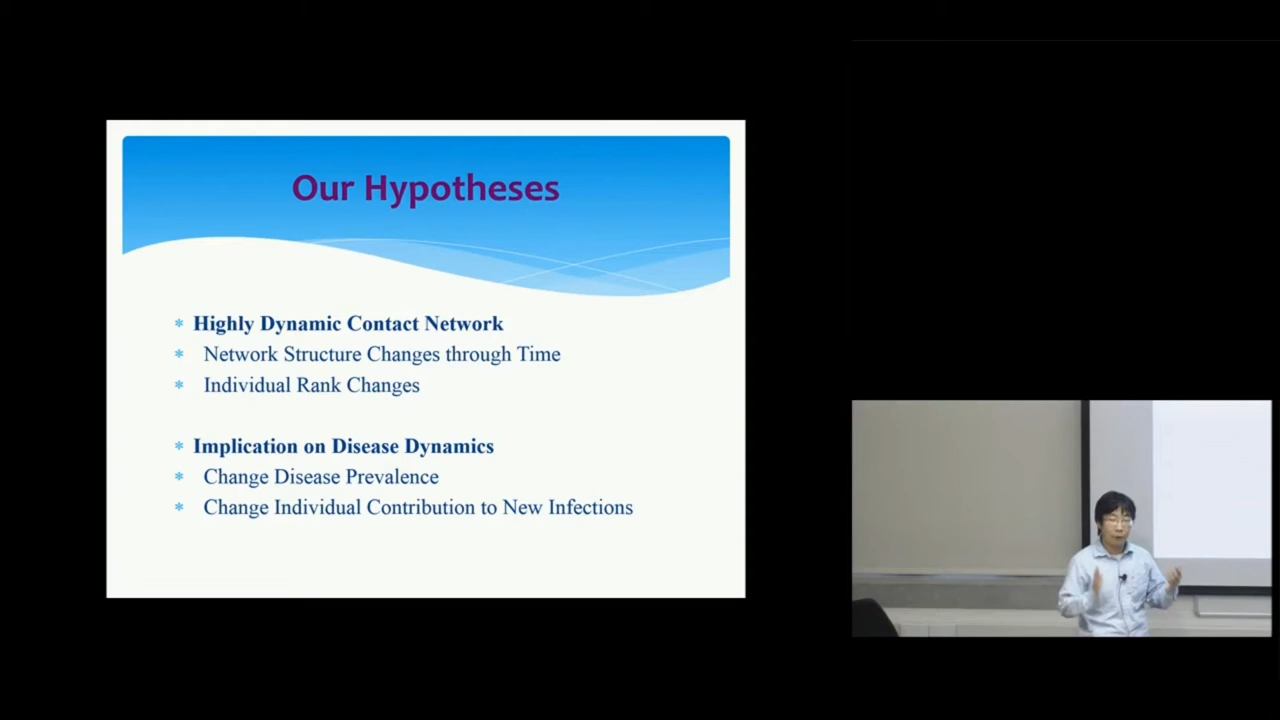 Our Hypotheses
* Highly Dynamic Contact Network
* Network Structure Changes through Time
* Individual Rank Changes
* Implication on Disease Dynamics
* Change Disease Prevalence
* Change Individual Contribution to New Infections